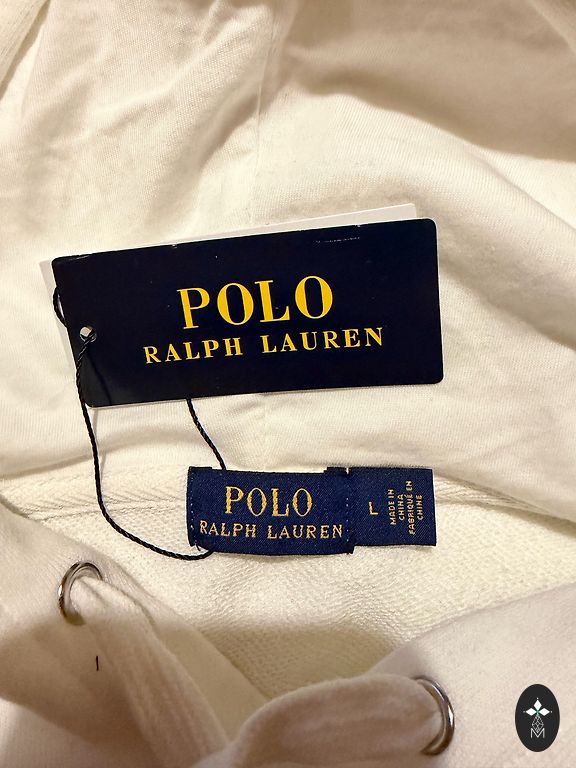 POLO
RALPH LAUREN
POLO
RALPH LAUREN
L
MADE IN
CHINA
FABRIQUÉ EN
CHINE
M